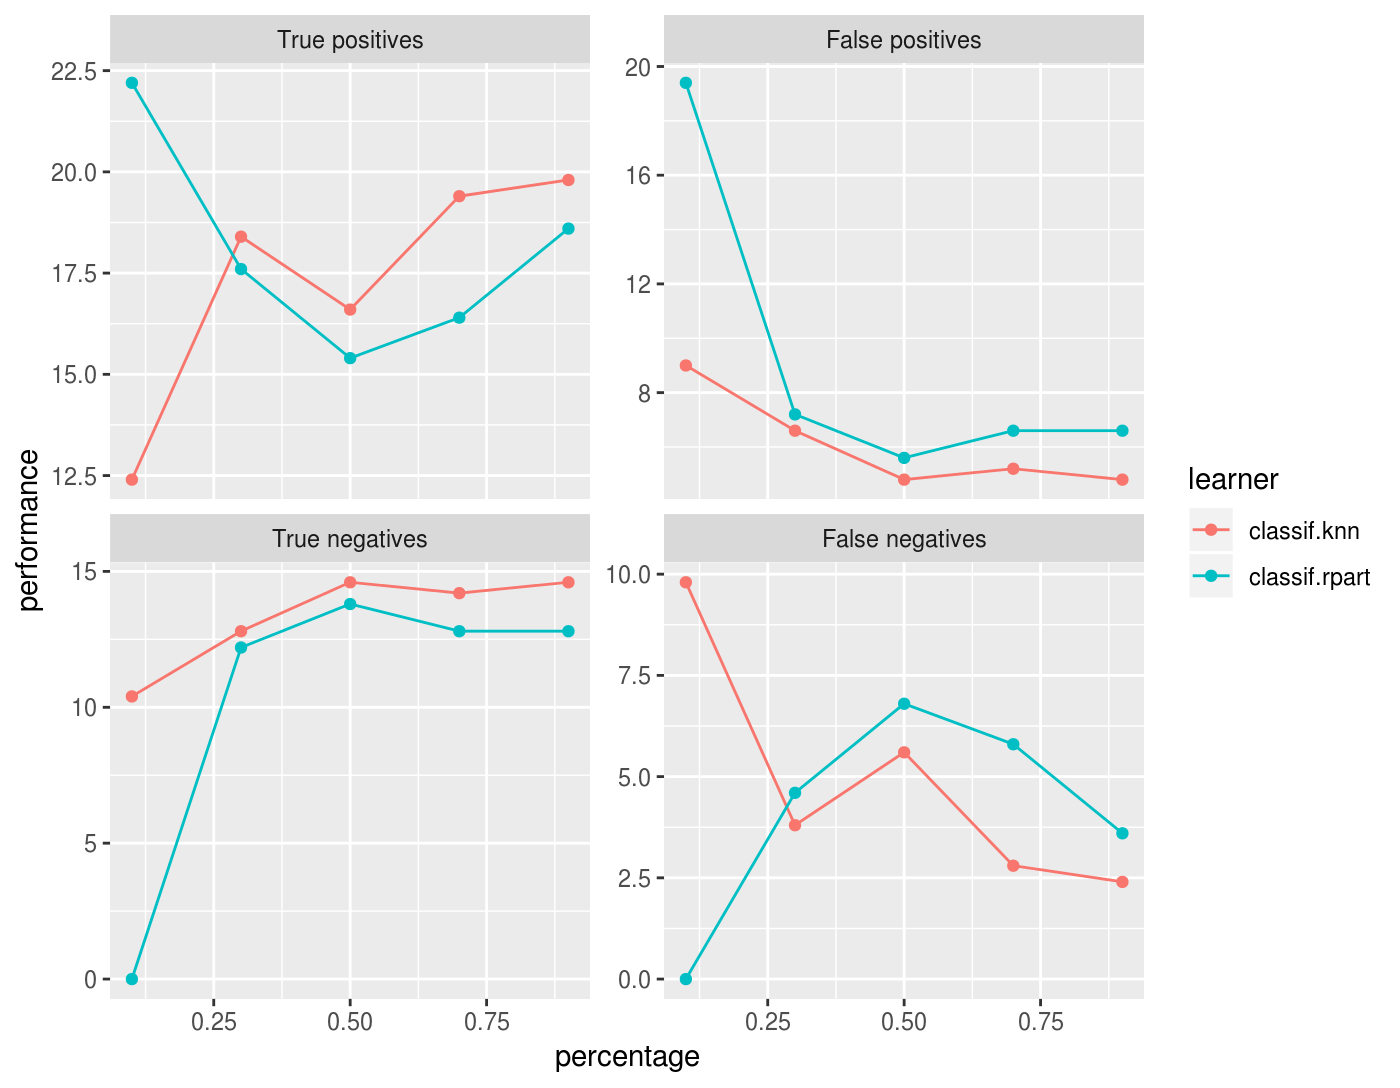 True positives
False positives
22.5
20.0
17.5
15.0
12.5
20
16
12
8
performance
True negatives
False negatives
15
10
5
0
10.0
7.5
5.0
2.5
0.0
0.25 0.50 0.75
0.25 0.50 0.75
percentage
learner
classif.knn
classif.rpart